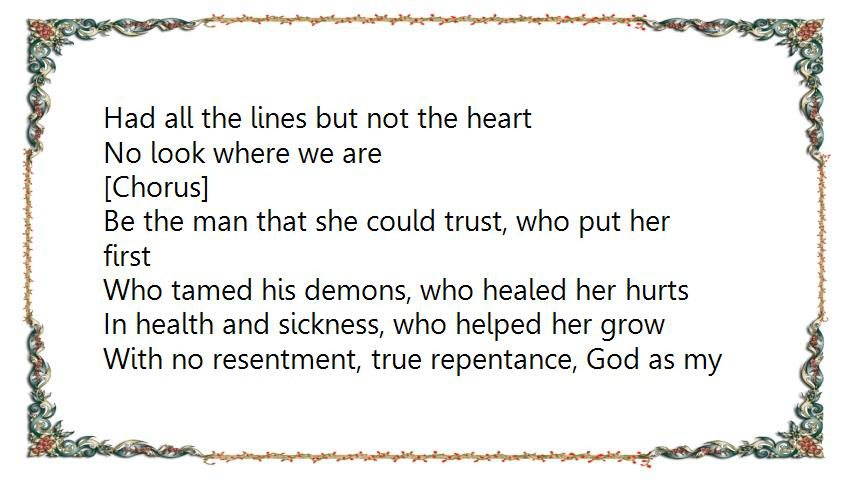 Had all the lines but not the heart
No look where we are
[Chorus]
Be the man that she could trust, who put her
first
Who tamed his demons, who healed her hurts
In health and sickness, who helped her grow
With no resentment, true repentance, God as my